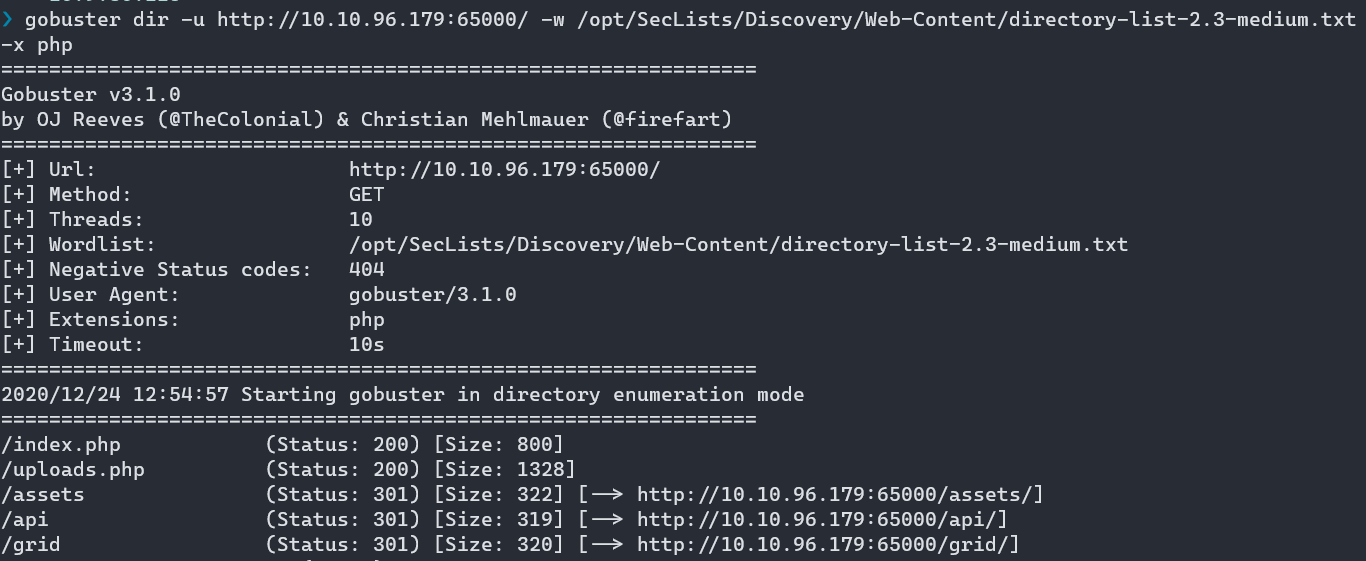 ❯ gobuster dir -u http://10.10.96.179:65000/ -w /opt/SecLists/Discovery/Web-Content/directory-list-2.3-medium.txt
-x php
===============================================================
Gobuster v3.1.0
by OJ Reeves (@TheColonial) & Christian Mehlmauer (@firefart)
===============================================================
[+] Url:                     http://10.10.96.179:65000/
[+] Method:                  GET
[+] Threads:                 10
[+] Wordlist:                /opt/SecLists/Discovery/Web-Content/directory-list-2.3-medium.txt
[+] Negative Status codes:   404
[+] User Agent:              gobuster/3.1.0
[+] Extensions:              php
[+] Timeout:                 10s
===============================================================
2020/12/24 12:54:57 Starting gobuster in directory enumeration mode
===============================================================
/index.php            (Status: 200) [Size: 800]
/uploads.php          (Status: 200) [Size: 1328]
/assets               (Status: 301) [Size: 322] [--> http://10.10.96.179:65000/assets/]
/api                  (Status: 301) [Size: 319] [--> http://10.10.96.179:65000/api/]
/grid                 (Status: 301) [Size: 320] [--> http://10.10.96.179:65000/grid/]